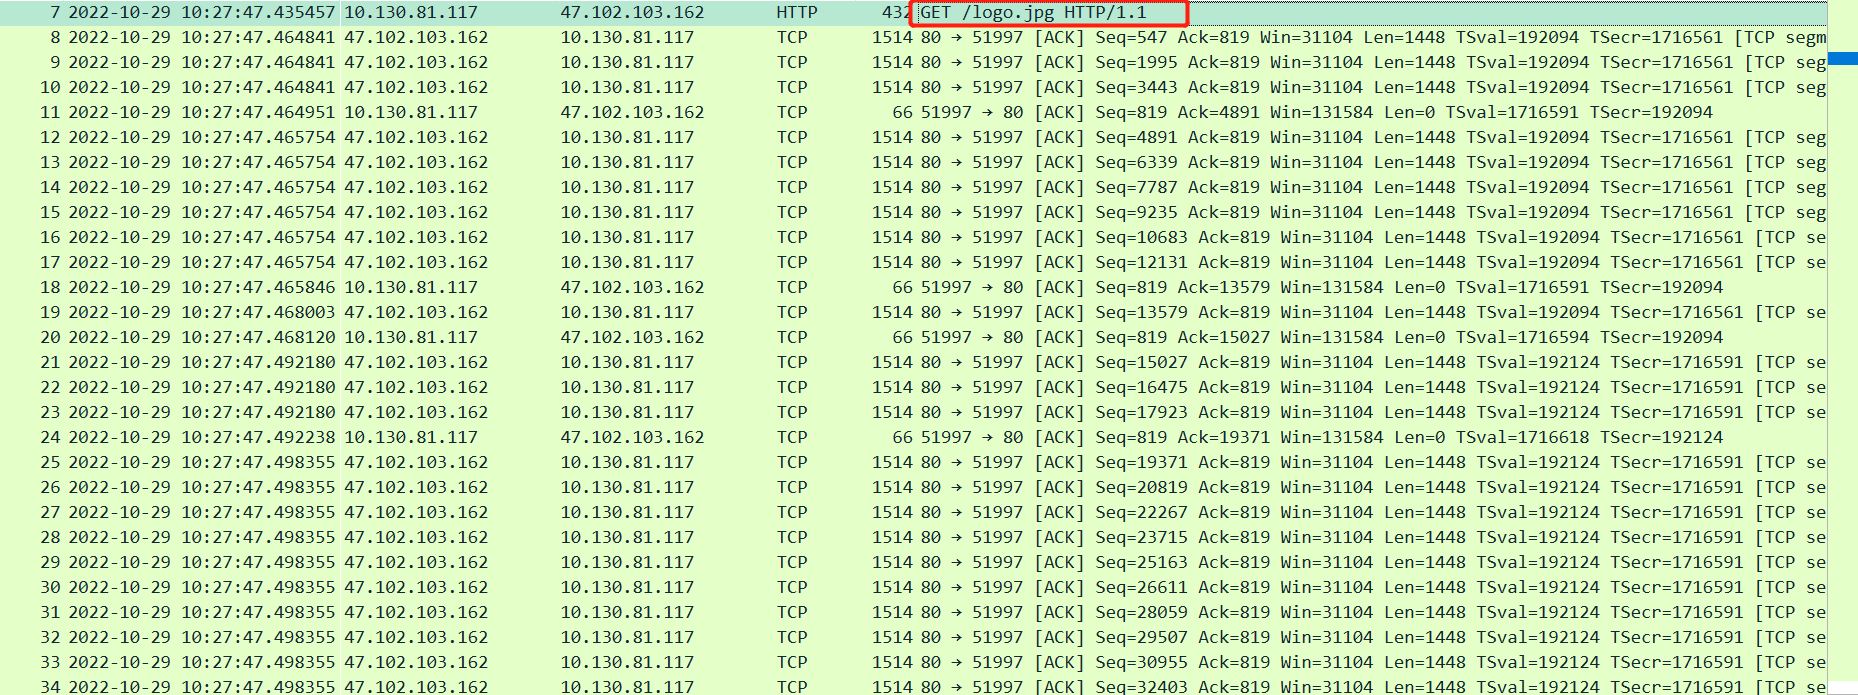 7 2022-10-29 10:27:47.435457 10.130.81.117 47.102.103.162 HTTP 432 GET /logo.jpg HTTP/1.1
8 2022-10-29 10:27:47.464841 47.102.103.162 10.130.81.117 TCP 1514 80 → 51997 [ACK] Seq=547 Ack=819 Win=31104 Len=1448 TSval=192094 TSecr=1716561 [TCP segm
9 2022-10-29 10:27:47.464841 47.102.103.162 10.130.81.117 TCP 1514 80 → 51997 [ACK] Seq=1995 Ack=819 Win=31104 Len=1448 TSval=192094 TSecr=1716561 [TCP seg
10 2022-10-29 10:27:47.464841 47.102.103.162 10.130.81.117 TCP 1514 80 → 51997 [ACK] Seq=3443 Ack=819 Win=31104 Len=1448 TSval=192094 TSecr=1716561 [TCP seg
11 2022-10-29 10:27:47.464951 10.130.81.117 47.102.103.162 TCP 66 51997 → 80 [ACK] Seq=819 Ack=4891 Win=131584 Len=0 TSval=1716591 TSecr=192094
12 2022-10-29 10:27:47.465754 47.102.103.162 10.130.81.117 TCP 1514 80 → 51997 [ACK] Seq=4891 Ack=819 Win=31104 Len=1448 TSval=192094 TSecr=1716561 [TCP seg
13 2022-10-29 10:27:47.465754 47.102.103.162 10.130.81.117 TCP 1514 80 → 51997 [ACK] Seq=6339 Ack=819 Win=31104 Len=1448 TSval=192094 TSecr=1716561 [TCP seg
14 2022-10-29 10:27:47.465754 47.102.103.162 10.130.81.117 TCP 1514 80 → 51997 [ACK] Seq=7787 Ack=819 Win=31104 Len=1448 TSval=192094 TSecr=1716561 [TCP seg
15 2022-10-29 10:27:47.465754 47.102.103.162 10.130.81.117 TCP 1514 80 → 51997 [ACK] Seq=9235 Ack=819 Win=31104 Len=1448 TSval=192094 TSecr=1716561 [TCP seg
16 2022-10-29 10:27:47.465754 47.102.103.162 10.130.81.117 TCP 1514 80 → 51997 [ACK] Seq=10683 Ack=819 Win=31104 Len=1448 TSval=192094 TSecr=1716561 [TCP se
17 2022-10-29 10:27:47.465754 47.102.103.162 10.130.81.117 TCP 1514 80 → 51997 [ACK] Seq=12131 Ack=819 Win=31104 Len=1448 TSval=192094 TSecr=1716561 [TCP se
18 2022-10-29 10:27:47.465846 10.130.81.117 47.102.103.162 TCP 66 51997 → 80 [ACK] Seq=819 Ack=13579 Win=131584 Len=0 TSval=1716591 TSecr=192094
19 2022-10-29 10:27:47.468003 47.102.103.162 10.130.81.117 TCP 1514 80 → 51997 [ACK] Seq=13579 Ack=819 Win=31104 Len=1448 TSval=192094 TSecr=1716561 [TCP se
20 2022-10-29 10:27:47.468120 10.130.81.117 47.102.103.162 TCP 66 51997 → 80 [ACK] Seq=819 Ack=15027 Win=131584 Len=0 TSval=1716594 TSecr=192094
21 2022-10-29 10:27:47.492180 47.102.103.162 10.130.81.117 TCP 1514 80 → 51997 [ACK] Seq=15027 Ack=819 Win=31104 Len=1448 TSval=192124 TSecr=1716591 [TCP se
22 2022-10-29 10:27:47.492180 47.102.103.162 10.130.81.117 TCP 1514 80 → 51997 [ACK] Seq=16475 Ack=819 Win=31104 Len=1448 TSval=192124 TSecr=1716591 [TCP se
23 2022-10-29 10:27:47.492180 47.102.103.162 10.130.81.117 TCP 1514 80 → 51997 [ACK] Seq=17923 Ack=819 Win=31104 Len=1448 TSval=192124 TSecr=1716591 [TCP se
24 2022-10-29 10:27:47.492238 10.130.81.117 47.102.103.162 TCP 66 51997 → 80 [ACK] Seq=819 Ack=19371 Win=131584 Len=0 TSval=1716618 TSecr=192124
25 2022-10-29 10:27:47.498355 47.102.103.162 10.130.81.117 TCP 1514 80 → 51997 [ACK] Seq=19371 Ack=819 Win=31104 Len=1448 TSval=192124 TSecr=1716591 [TCP se
26 2022-10-29 10:27:47.498355 47.102.103.162 10.130.81.117 TCP 1514 80 → 51997 [ACK] Seq=20819 Ack=819 Win=31104 Len=1448 TSval=192124 TSecr=1716591 [TCP se
27 2022-10-29 10:27:47.498355 47.102.103.162 10.130.81.117 TCP 1514 80 → 51997 [ACK] Seq=22267 Ack=819 Win=31104 Len=1448 TSval=192124 TSecr=1716591 [TCP se
28 2022-10-29 10:27:47.498355 47.102.103.162 10.130.81.117 TCP 1514 80 → 51997 [ACK] Seq=23715 Ack=819 Win=31104 Len=1448 TSval=192124 TSecr=1716591 [TCP se
29 2022-10-29 10:27:47.498355 47.102.103.162 10.130.81.117 TCP 1514 80 → 51997 [ACK] Seq=25163 Ack=819 Win=31104 Len=1448 TSval=192124 TSecr=1716591 [TCP se
30 2022-10-29 10:27:47.498355 47.102.103.162 10.130.81.117 TCP 1514 80 → 51997 [ACK] Seq=26611 Ack=819 Win=31104 Len=1448 TSval=192124 TSecr=1716591 [TCP se
31 2022-10-29 10:27:47.498355 47.102.103.162 10.130.81.117 TCP 1514 80 → 51997 [ACK] Seq=28059 Ack=819 Win=31104 Len=1448 TSval=192124 TSecr=1716591 [TCP se
32 2022-10-29 10:27:47.498355 47.102.103.162 10.130.81.117 TCP 1514 80 → 51997 [ACK] Seq=29507 Ack=819 Win=31104 Len=1448 TSval=192124 TSecr=1716591 [TCP se
33 2022-10-29 10:27:47.498355 47.102.103.162 10.130.81.117 TCP 1514 80 → 51997 [ACK] Seq=30955 Ack=819 Win=31104 Len=1448 TSval=192124 TSecr=1716591 [TCP se
34 2022-10-29 10:27:47.498355 47.102.103.162 10.130.81.117 TCP 1514 80 → 51997 [ACK] Seq=32403 Ack=819 Win=31104 Len=1448 TSval=192124 TSecr=1716591 [TCP se